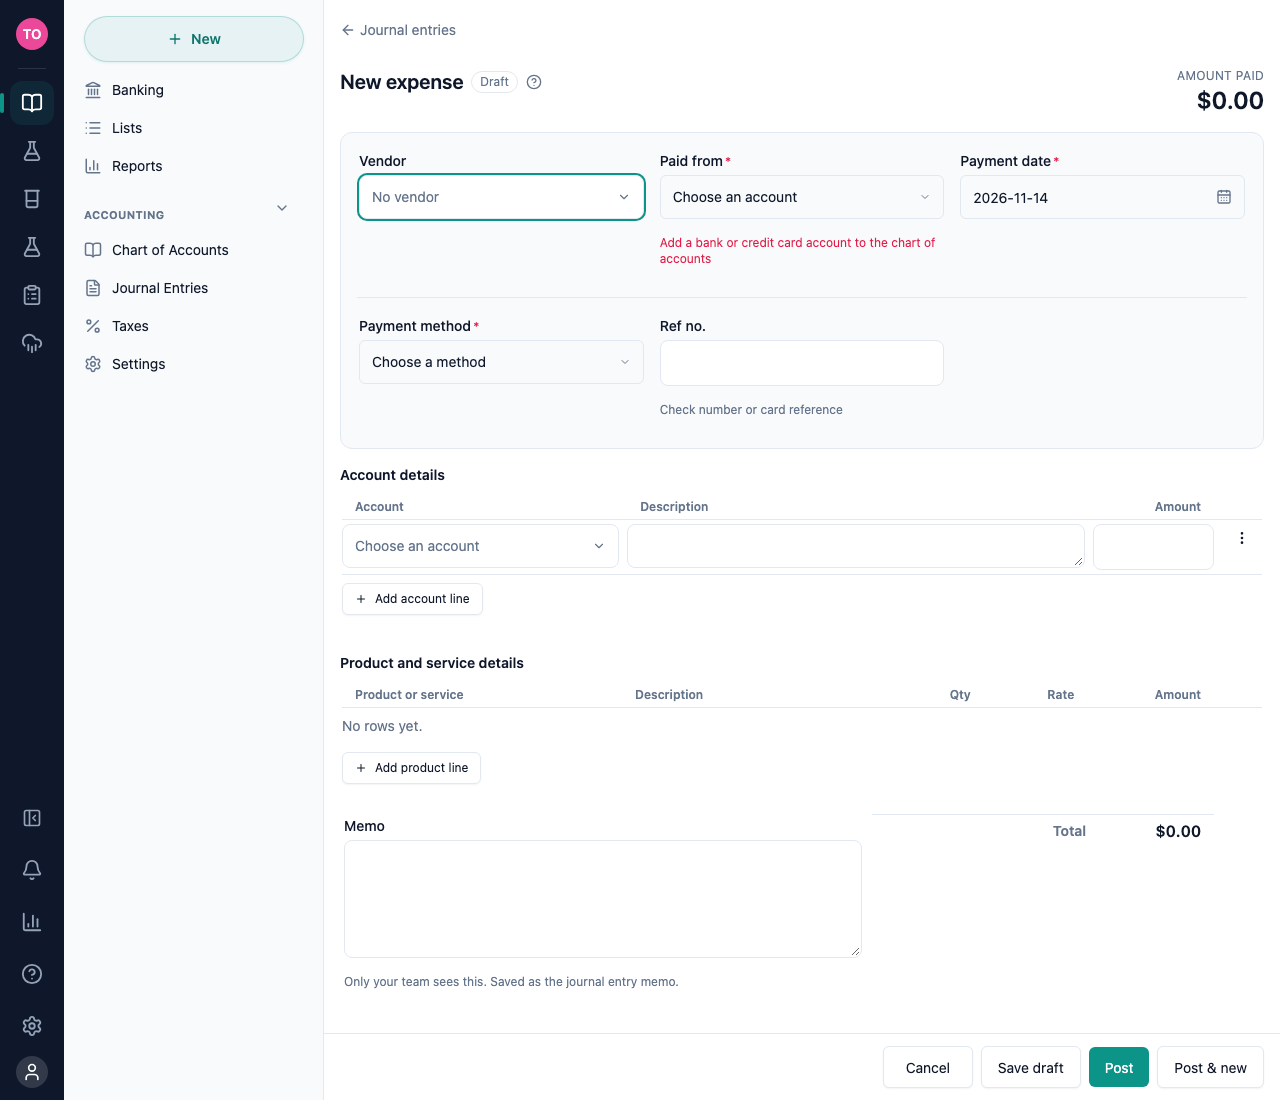 TO
New
Banking
Lists
Reports
ACCOUNTING
Chart of Accounts
Journal Entries
Taxes
Settings
Journal entries
New expense
Draft
AMOUNT PAID
$0.00
Vendor
Paid from *
Payment date *
No vendor
Choose an account
2026-11-14
Add a bank or credit card account to the chart of
accounts
Payment method *
Ref no.
Choose a method
Check number or card reference
Account details
Account
Description
Amount
Choose an account
Add account line
Product and service details
Product or service
Description
Qty
Rate
Amount
No rows yet.
Add product line
Memo
Total
$0.00
Only your team sees this. Saved as the journal entry memo.
Cancel
Save draft
Post
Post & new